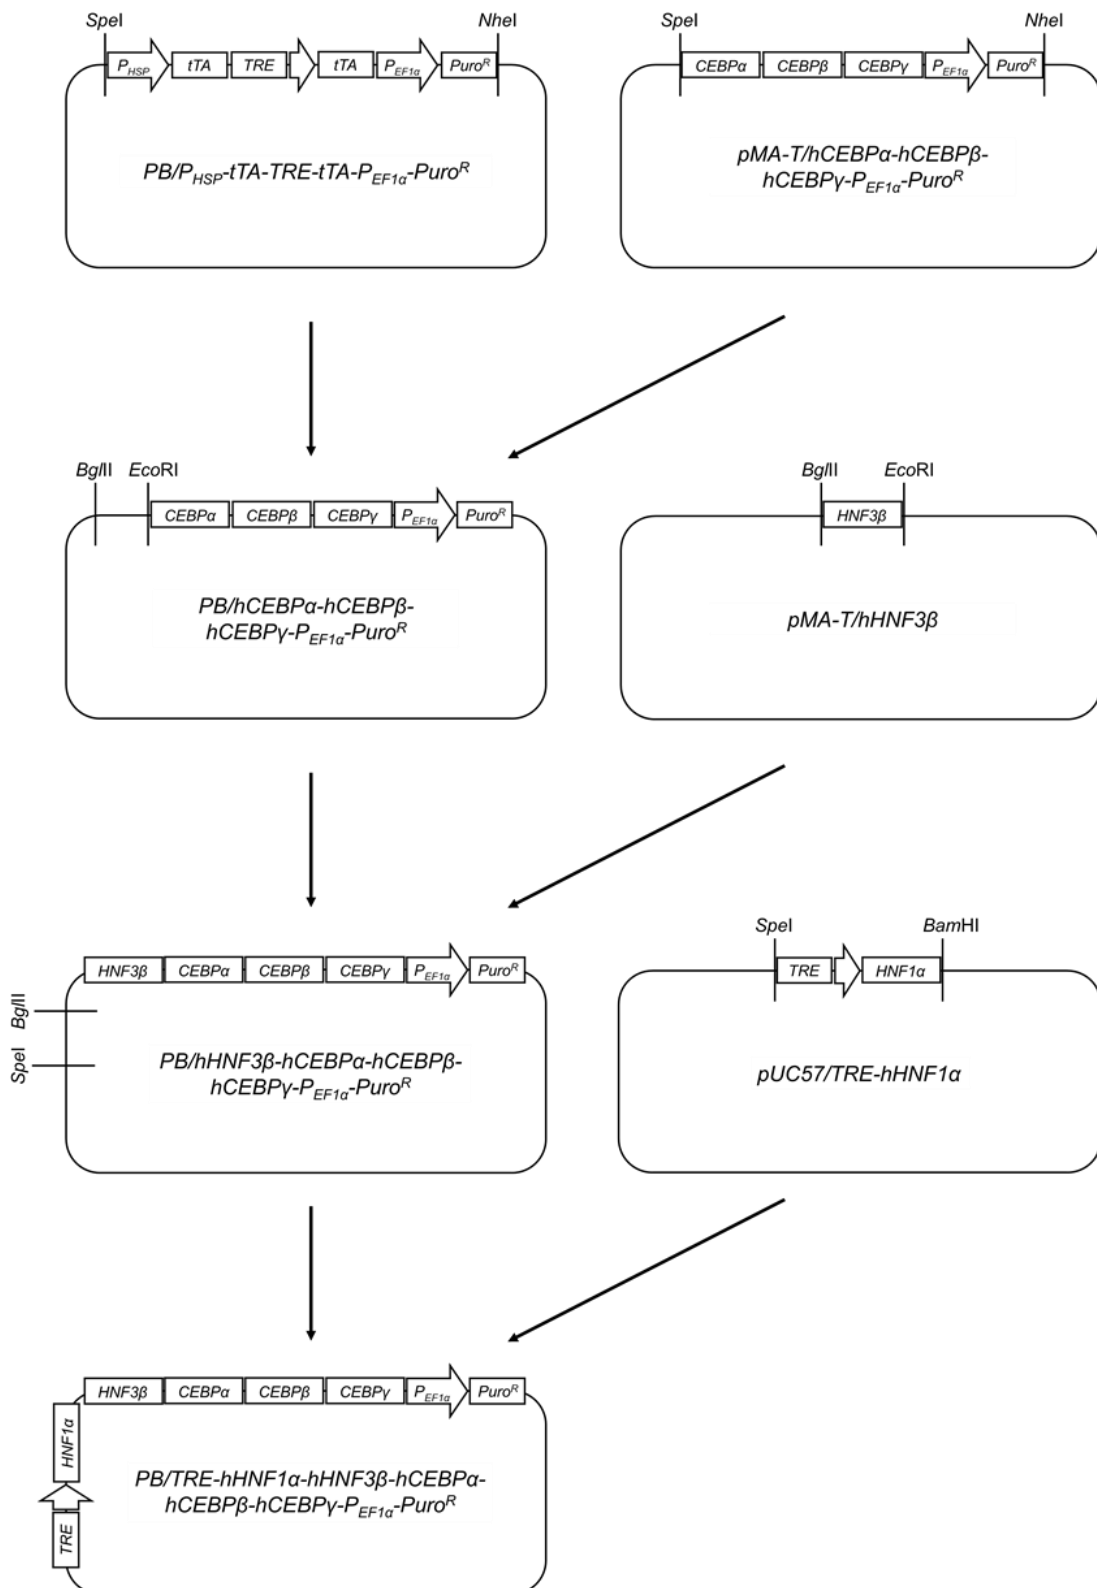 SpeI NheI
P_HSP tTA TRE tTA P_EF1α Puro^R
PB/P_HSP-tTA-TRE-tTA-P_EF1α-Puro^R
SpeI NheI
CEBPα CEBPβ CEBPγ P_EF1α Puro^R
pMA-T/hCEBPα-hCEBPβ-
hCEBPγ-P_EF1α-Puro^R
BglII EcoRI
CEBPα CEBPβ CEBPγ P_EF1α Puro^R
PB/hCEBPα-hCEBPβ-
hCEBPγ-P_EF1α-Puro^R
BglII EcoRI
HNF3β
pMA-T/hHNF3β
HNF3β CEBPα CEBPβ CEBPγ P_EF1α Puro^R
BglII
SpeI
PB/hHNF3β-hCEBPα-hCEBPβ-
hCEBPγ-P_EF1α-Puro^R
SpeI BamHI
TRE HNF1α
pUC57/TRE-hHNF1α
HNF3β CEBPα CEBPβ CEBPγ P_EF1α Puro^R
HNF1α
TRE
PB/TRE-hHNF1α-hHNF3β-hCEBPα-
hCEBPβ-hCEBPγ-P_EF1α-Puro^R